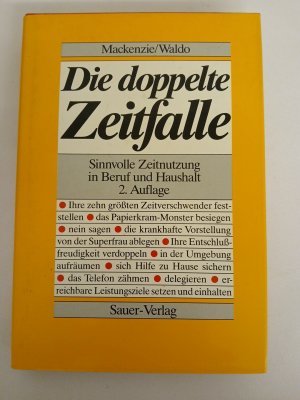 Mackenzie/Waldo
Die doppelte
Zeitfalle
Sinnvolle Zeitnutzung
in Beruf und Haushalt
2. Auflage
● Ihre zehn größten Zeitverschwender fest-
stellen ● das Papierkram-Monster besiegen
● nein sagen ● die krankhafte Vorstellung
von der Superfrau ablegen ● Ihre Entschluß-
freudigkeit verdoppeln ● in der Umgebung
aufräumen ● sich Hilfe zu Hause sichern
● das Telefon zähmen ● delegieren ● er-
reichbare Leistungsziele setzen und einhalten
Sauer-Verlag